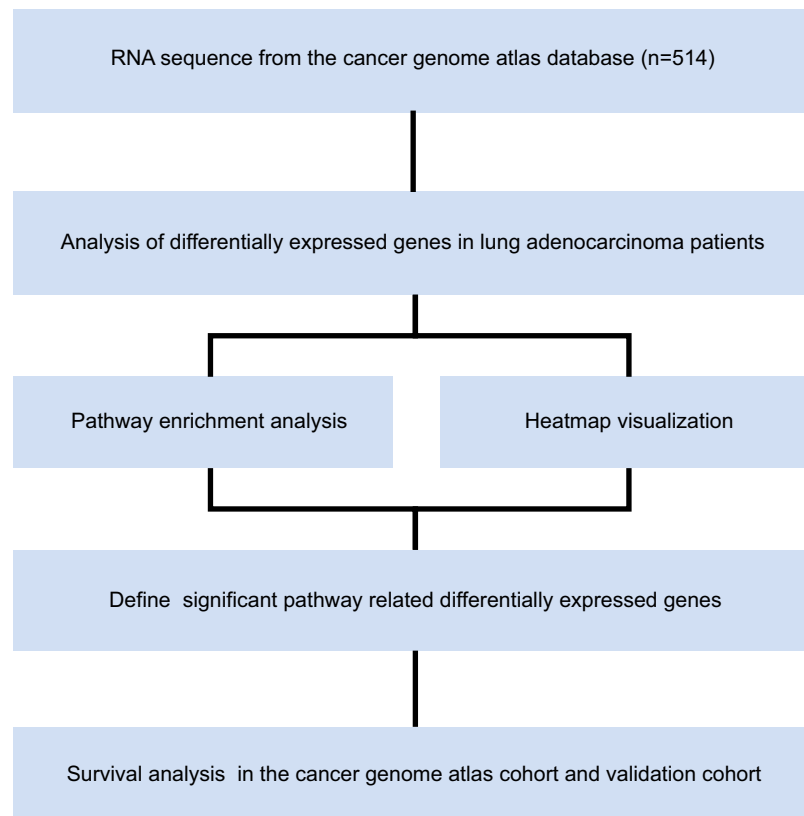 RNA sequence from the cancer genome atlas database (n=514)
Analysis of differentially expressed genes in lung adenocarcinoma patients
Pathway enrichment analysis
Heatmap visualization
Define  significant pathway related differentially expressed genes
Survival analysis  in the cancer genome atlas cohort and validation cohort